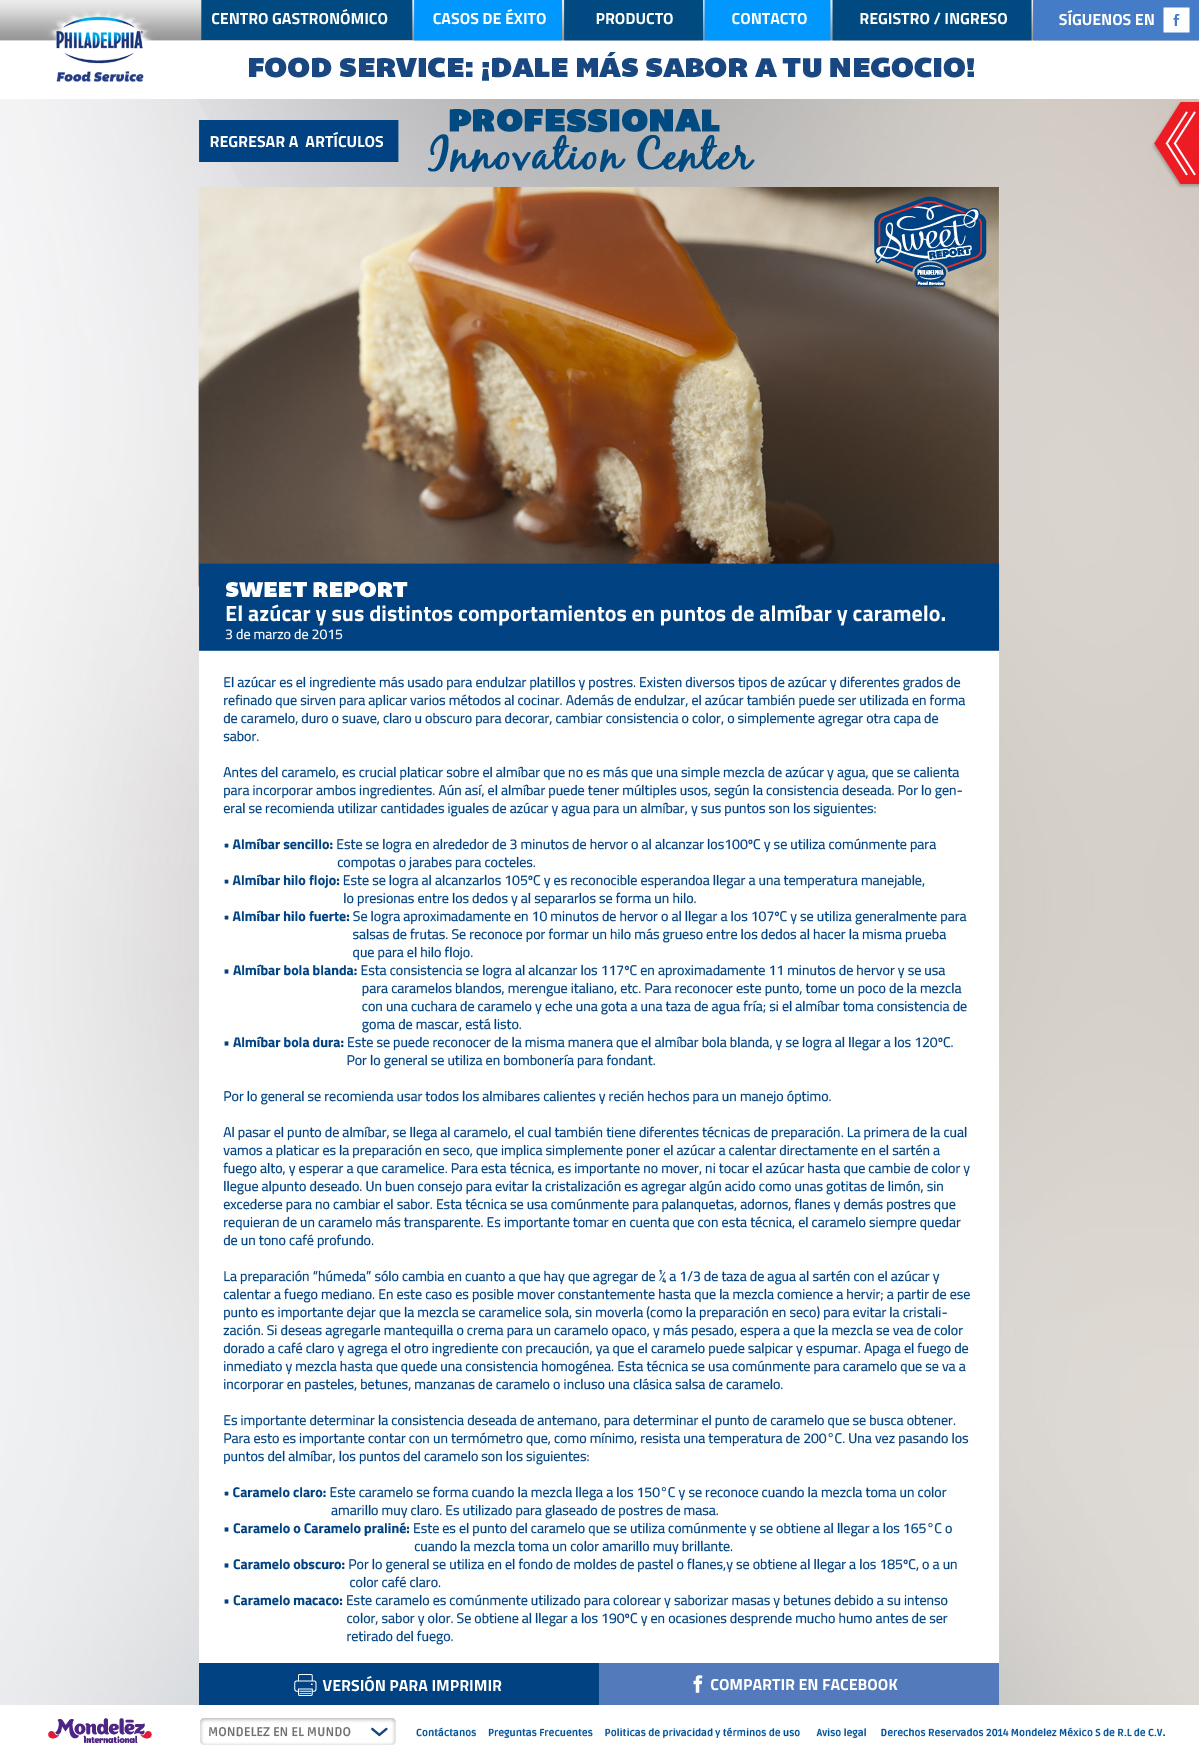 CENTRO GASTRONÓMICO CASOS DE ÉXITO PRODUCTO CONTACTO REGISTRO / INGRESO SÍGUENOS EN f
PHILADELPHIA
Food Service
FOOD SERVICE: ¡DALE MÁS SABOR A TU NEGOCIO!
REGRESAR A ARTÍCULOS
PROFESSIONAL
Innovation Center
Sweet
REPORT
PHILADELPHIA
Food Service
SWEET REPORT
El azúcar y sus distintos comportamientos en puntos de almíbar y caramelo.
3 de marzo de 2015
El azúcar es el ingrediente más usado para endulzar platillos y postres. Existen diversos tipos de azúcar y diferentes grados de
refinado que sirven para aplicar varios métodos al cocinar. Además de endulzar, el azúcar también puede ser utilizada en forma
de caramelo, duro o suave, claro u obscuro para decorar, cambiar consistencia o color, o simplemente agregar otra capa de
sabor.
Antes del caramelo, es crucial platicar sobre el almíbar que no es más que una simple mezcla de azúcar y agua, que se calienta
para incorporar ambos ingredientes. Aún así, el almíbar puede tener múltiples usos, según la consistencia deseada. Por lo gen-
eral se recomienda utilizar cantidades iguales de azúcar y agua para un almíbar, y sus puntos son los siguientes:
• Almíbar sencillo: Este se logra en alrededor de 3 minutos de hervor o al alcanzar los100ºC y se utiliza comúnmente para
compotas o jarabes para cocteles.
• Almíbar hilo flojo: Este se logra al alcanzarlos 105ºC y es reconocible esperandoa llegar a una temperatura manejable,
lo presionas entre los dedos y al separarlos se forma un hilo.
• Almíbar hilo fuerte: Se logra aproximadamente en 10 minutos de hervor o al llegar a los 107ºC y se utiliza generalmente para
salsas de frutas. Se reconoce por formar un hilo más grueso entre los dedos al hacer la misma prueba
que para el hilo flojo.
• Almíbar bola blanda: Esta consistencia se logra al alcanzar los 117ºC en aproximadamente 11 minutos de hervor y se usa
para caramelos blandos, merengue italiano, etc. Para reconocer este punto, tome un poco de la mezcla
con una cuchara de caramelo y eche una gota a una taza de agua fría; si el almíbar toma consistencia de
goma de mascar, está listo.
• Almíbar bola dura: Este se puede reconocer de la misma manera que el almíbar bola blanda, y se logra al llegar a los 120ºC.
Por lo general se utiliza en bombonería para fondant.
Por lo general se recomienda usar todos los almibares calientes y recién hechos para un manejo óptimo.
Al pasar el punto de almíbar, se llega al caramelo, el cual también tiene diferentes técnicas de preparación. La primera de la cual
vamos a platicar es la preparación en seco, que implica simplemente poner el azúcar a calentar directamente en el sartén a
fuego alto, y esperar a que caramelice. Para esta técnica, es importante no mover, ni tocar el azúcar hasta que cambie de color y
llegue alpunto deseado. Un buen consejo para evitar la cristalización es agregar algún acido como unas gotitas de limón, sin
excederse para no cambiar el sabor. Esta técnica se usa comúnmente para palanquetas, adornos, flanes y demás postres que
requieran de un caramelo más transparente. Es importante tomar en cuenta que con esta técnica, el caramelo siempre quedar
de un tono café profundo.
La preparación “húmeda” sólo cambia en cuanto a que hay que agregar de ¼ a 1/3 de taza de agua al sartén con el azúcar y
calentar a fuego mediano. En este caso es posible mover constantemente hasta que la mezcla comience a hervir; a partir de ese
punto es importante dejar que la mezcla se caramelice sola, sin moverla (como la preparación en seco) para evitar la cristali-
zación. Si deseas agregarle mantequilla o crema para un caramelo opaco, y más pesado, espera a que la mezcla se vea de color
dorado a café claro y agrega el otro ingrediente con precaución, ya que el caramelo puede salpicar y espumar. Apaga el fuego de
inmediato y mezcla hasta que quede una consistencia homogénea. Esta técnica se usa comúnmente para caramelo que se va a
incorporar en pasteles, betunes, manzanas de caramelo o incluso una clásica salsa de caramelo.
Es importante determinar la consistencia deseada de antemano, para determinar el punto de caramelo que se busca obtener.
Para esto es importante contar con un termómetro que, como mínimo, resista una temperatura de 200°C. Una vez pasando los
puntos del almíbar, los puntos del caramelo son los siguientes:
• Caramelo claro: Este caramelo se forma cuando la mezcla llega a los 150°C y se reconoce cuando la mezcla toma un color
amarillo muy claro. Es utilizado para glaseado de postres de masa.
• Caramelo o Caramelo praliné: Este es el punto del caramelo que se utiliza comúnmente y se obtiene al llegar a los 165°C o
cuando la mezcla toma un color amarillo muy brillante.
• Caramelo obscuro: Por lo general se utiliza en el fondo de moldes de pastel o flanes,y se obtiene al llegar a los 185ºC, o a un
color café claro.
• Caramelo macaco: Este caramelo es comúnmente utilizado para colorear y saborizar masas y betunes debido a su intenso
color, sabor y olor. Se obtiene al llegar a los 190ºC y en ocasiones desprende mucho humo antes de ser
retirado del fuego.
VERSIÓN PARA IMPRIMIR f COMPARTIR EN FACEBOOK
Mondelēz
International
MONDELEZ EN EL MUNDO Contáctanos Preguntas Frecuentes Politicas de privacidad y términos de uso Aviso legal Derechos Reservados 2014 Mondelez México S de R.L de C.V.